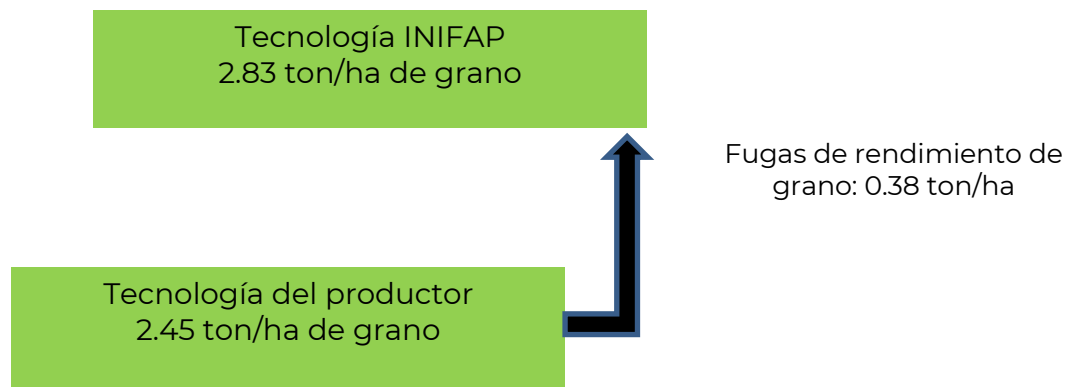 Tecnología INIFAP
2.83 ton/ha de grano
Fugas de rendimiento de
grano: 0.38 ton/ha
Tecnología del productor
2.45 ton/ha de grano